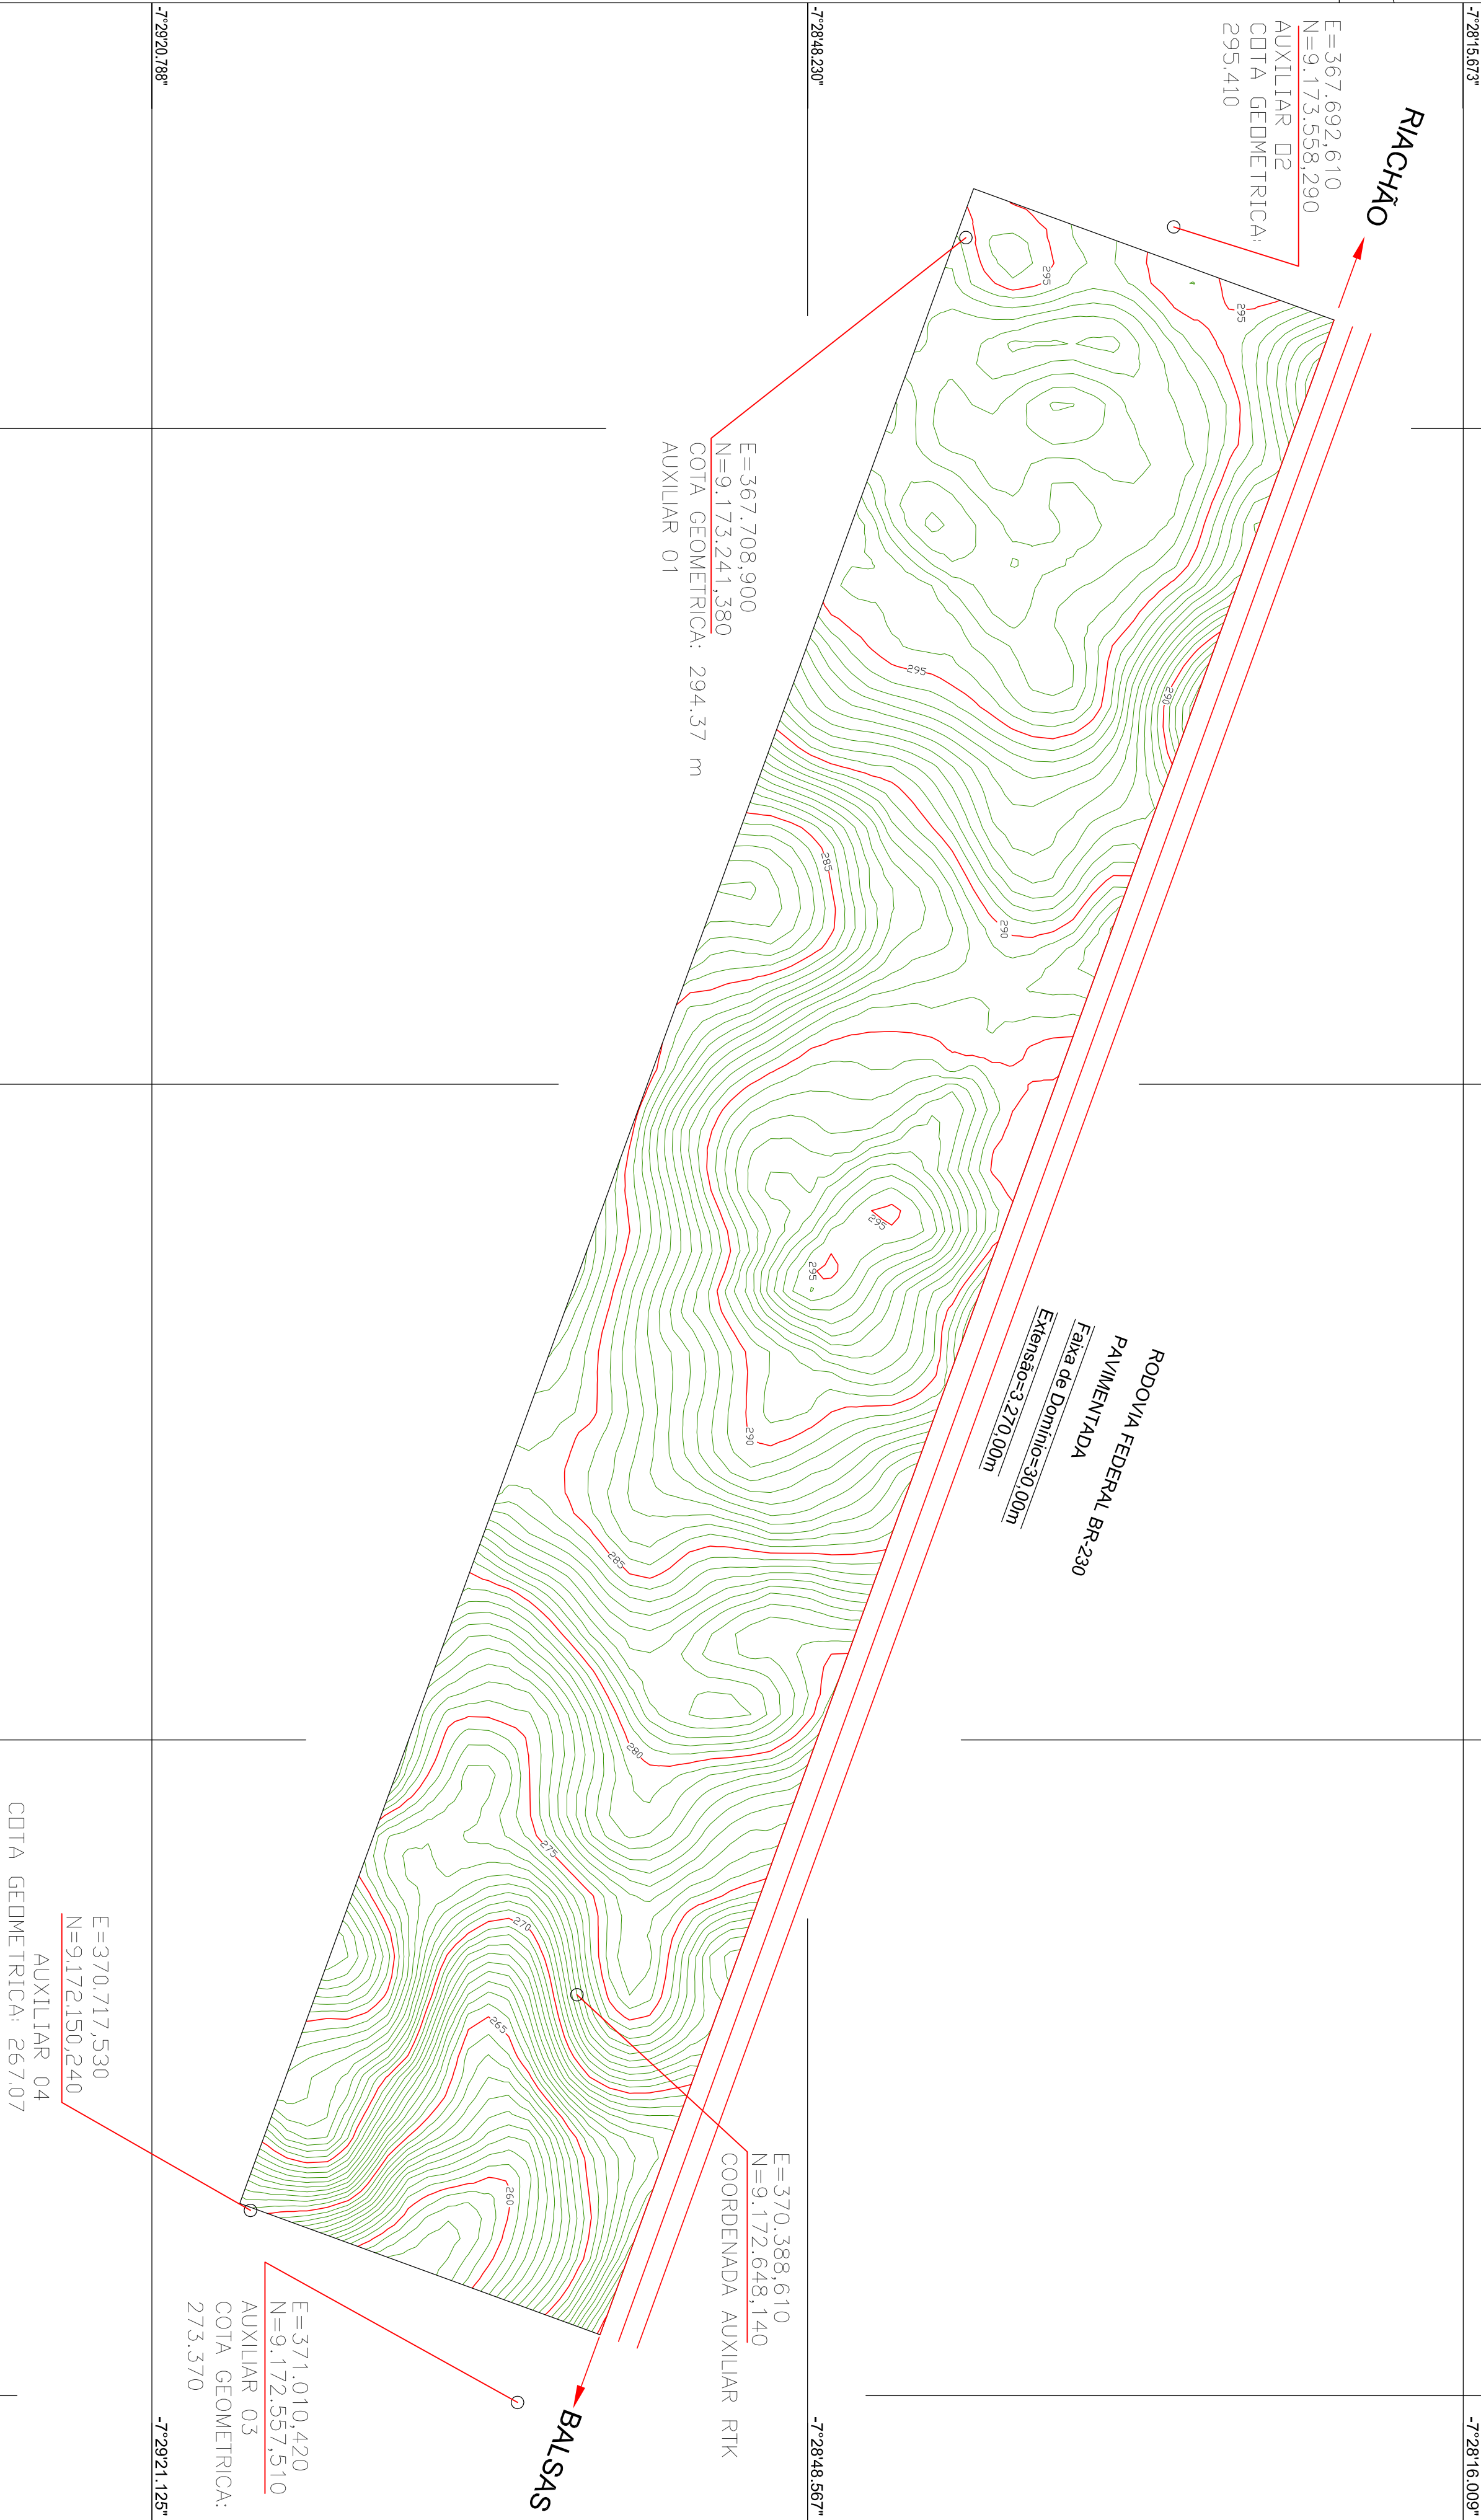 -7°28'15.673"
-7°28'48.230"
-7°29'20.788"
RIACHÃO
E=367.692,610
N=9.173.558,290
AUXILIAR 02
COTA GEOMETRICA:
295.410
E=367.708,900
N=9.173.241,380
COTA GEOMETRICA: 294.37 m
AUXILIAR 01
RODOVIA FEDERAL BR-230
PAVIMENTADA
Faixa de Domínio=30,00m
Extensão=3.270,00m
295
295
295
290
290
285
295
295
290
285
280
275
270
265
260
E=370.388,610
N=9.172.648,140
COORDENADA AUXILIAR RTK
E=370.717,530
N=9.172.150,240
AUXILIAR 04
COTA GEOMETRICA: 267.07
E=371.010,420
N=9.172.557,510
AUXILIAR 03
COTA GEOMETRICA:
273.370
BALSAS
-7°28'16.009"
-7°28'48.567"
-7°29'21.125"